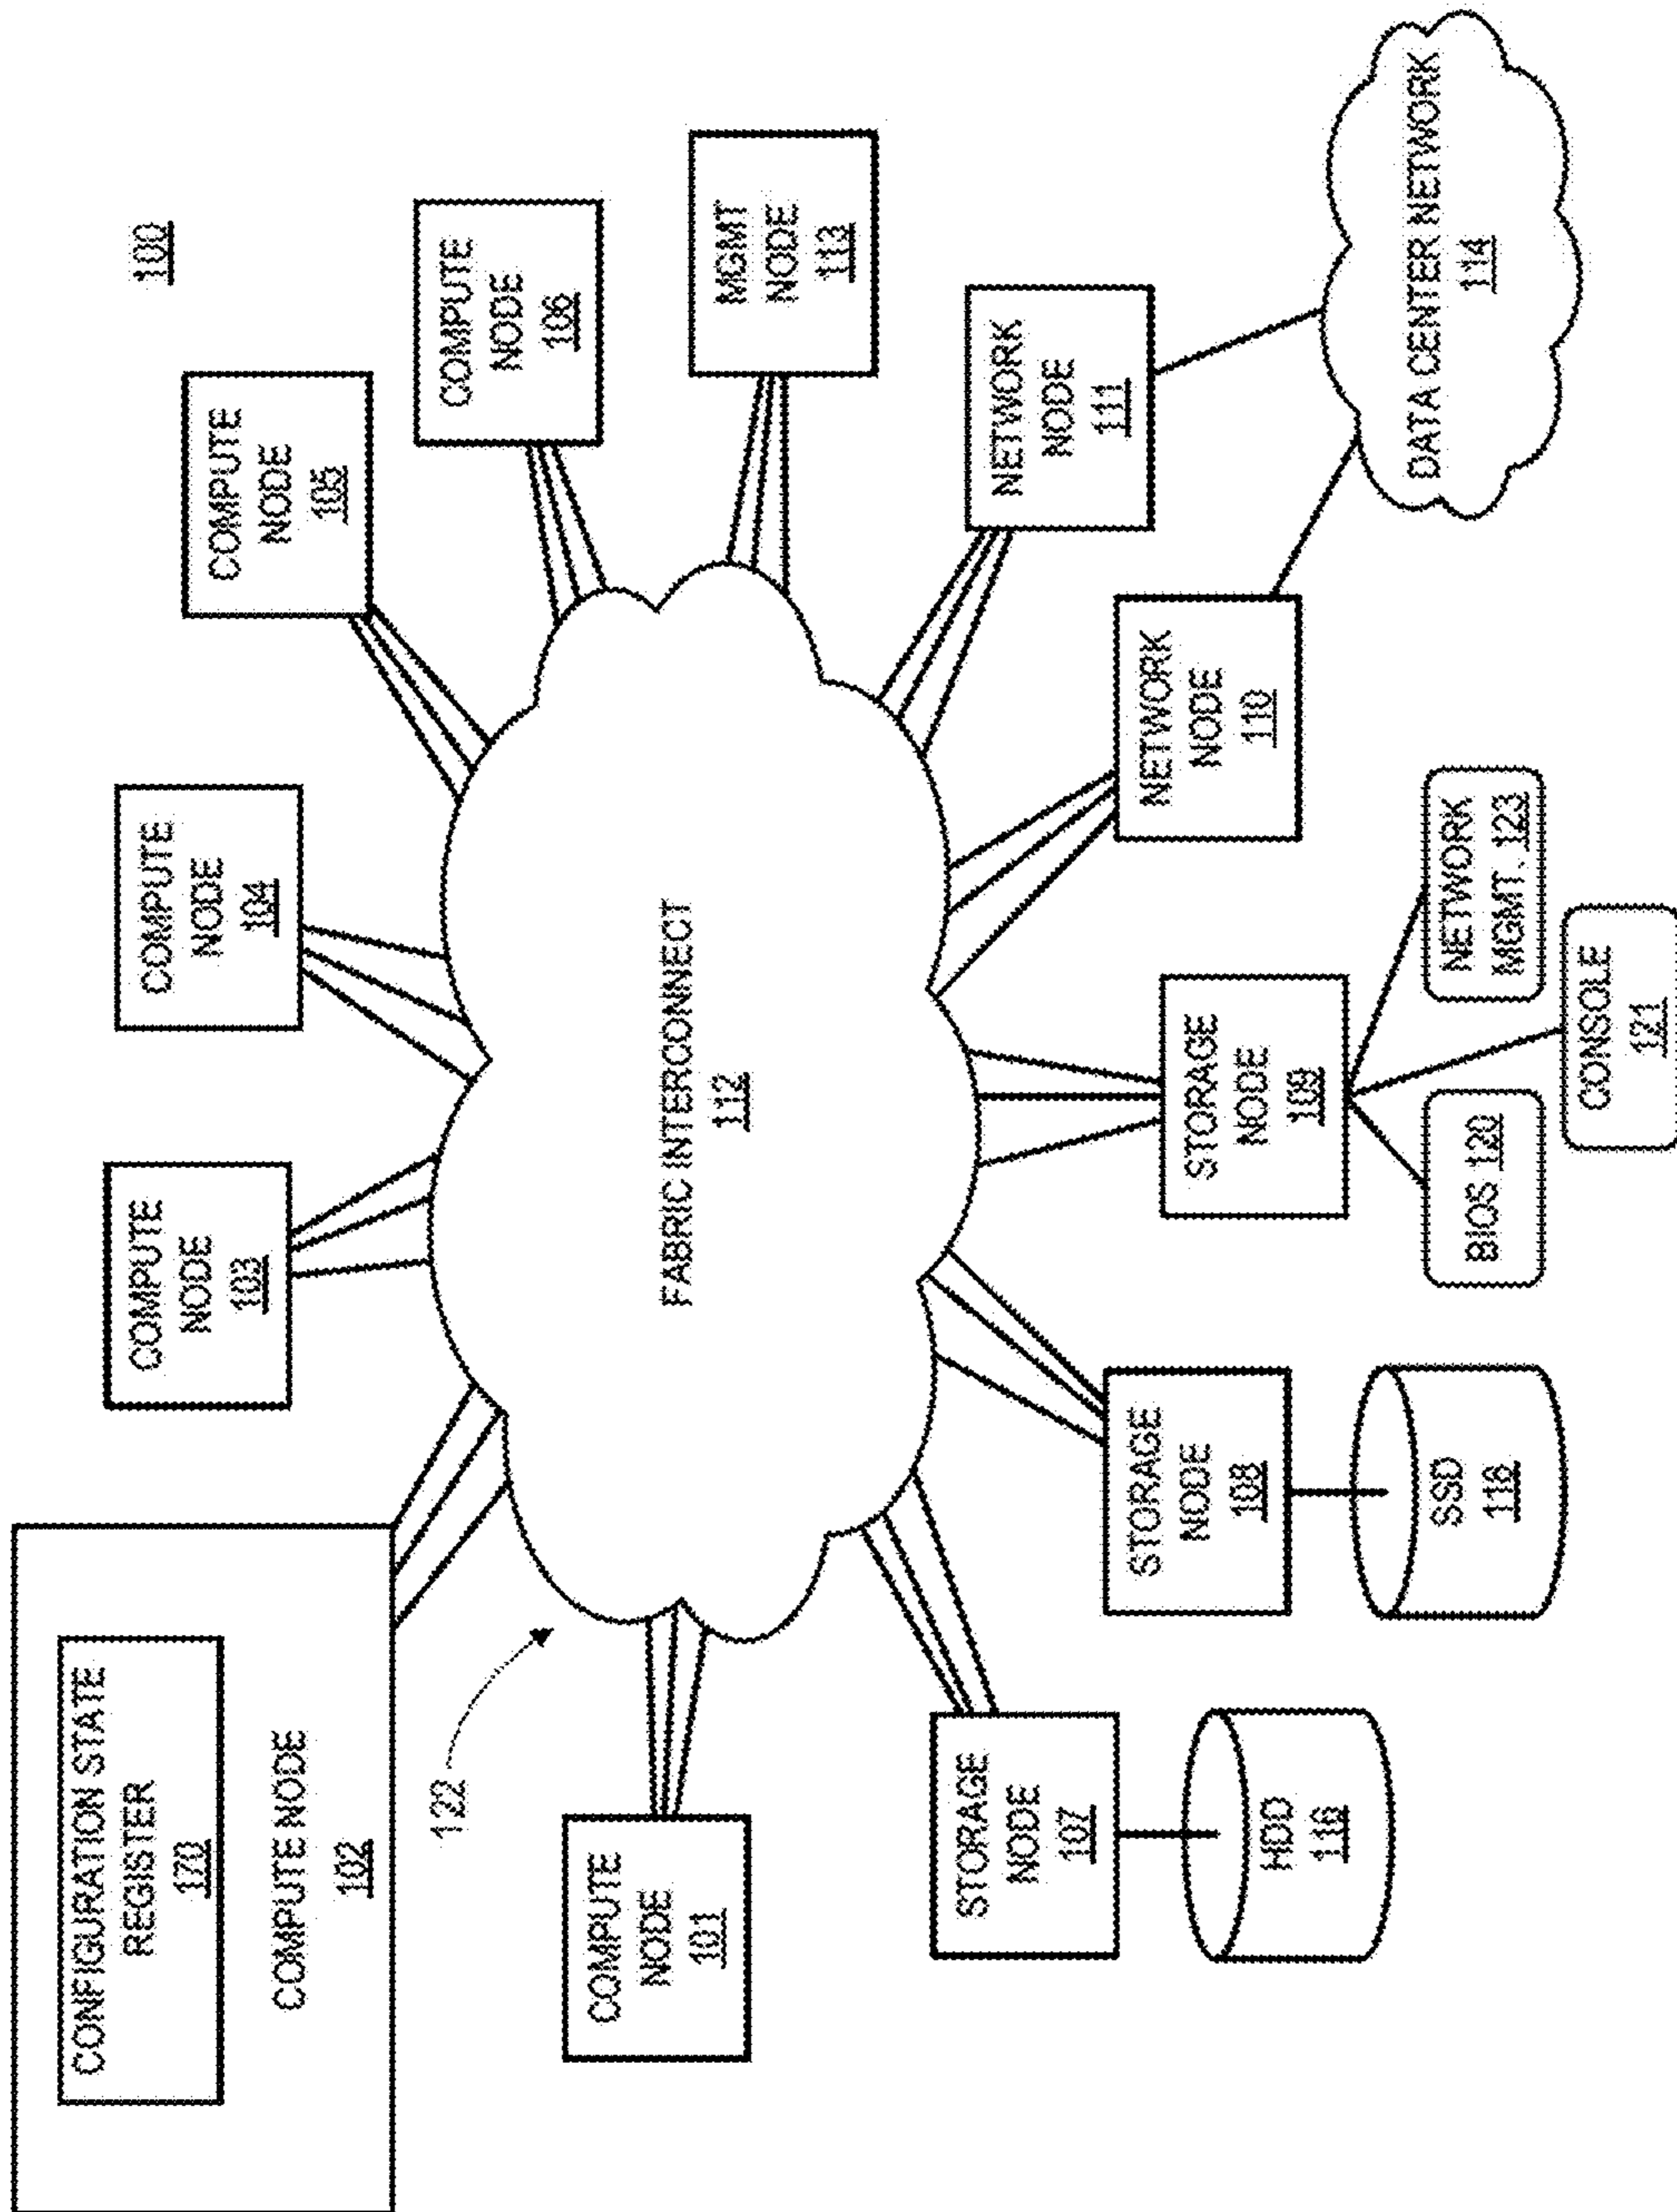 100
CONFIGURATION STATE
REGISTER
170
COMPUTE NODE
102
COMPUTE
NODE
103
COMPUTE
NODE
104
COMPUTE
NODE
105
COMPUTE
NODE
106
122
COMPUTE
NODE
101
FABRIC INTERCONNECT
112
MGMT
NODE
113
STORAGE
NODE
107
STORAGE
NODE
108
STORAGE
NODE
109
NETWORK
NODE
110
NETWORK
NODE
111
HDD
116
SSD
116
BIOS 120
CONSOLE
121
NETWORK
MGMT. 123
DATA CENTER NETWORK
114